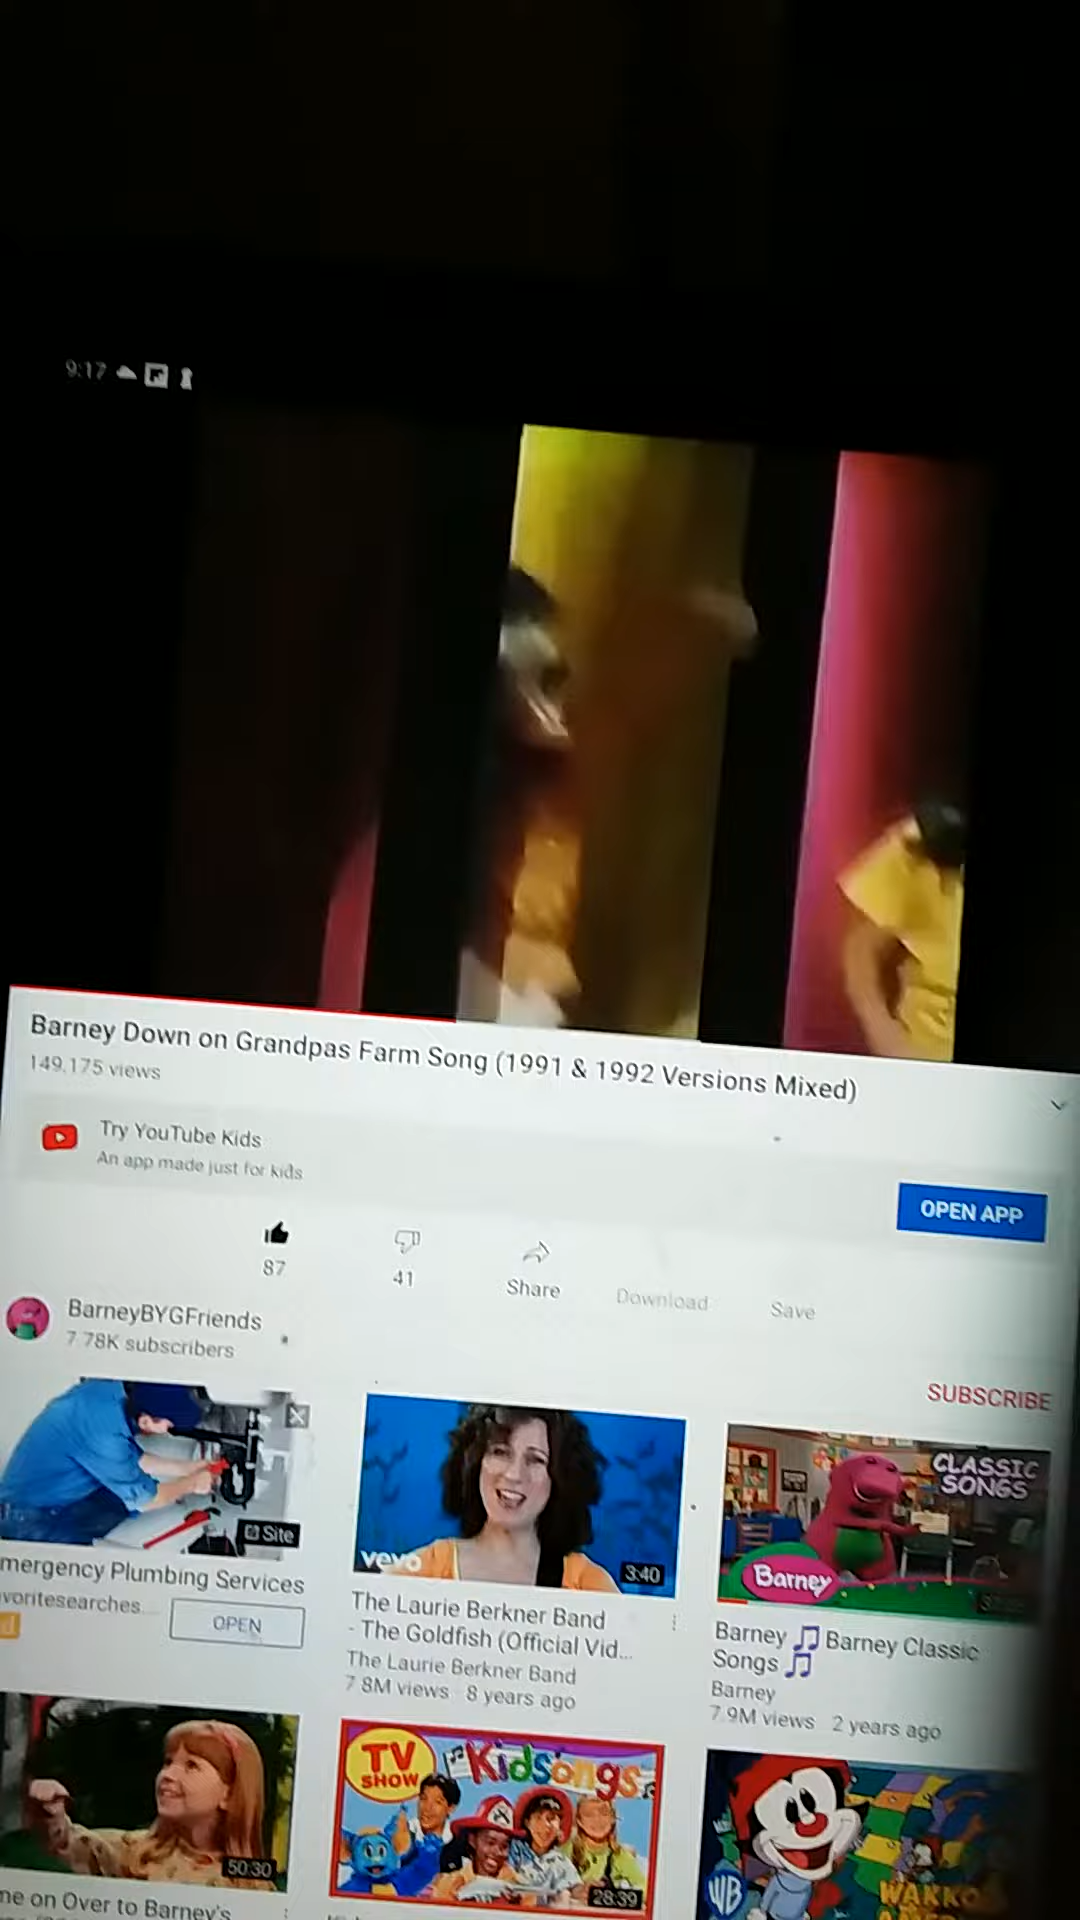 9:17
Barney Down on Grandpas Farm Song (1991 & 1992 Versions Mixed)
149,175 views
Try YouTube Kids
An app made just for kids
OPEN APP
87
41
Share
Download
Save
BarneyBYGFriends
7.78K subscribers
SUBSCRIBE
Site
mergency Plumbing Services
voritesearches....
OPEN
d
vevo
3:40
The Laurie Berkner Band
- The Goldfish (Official Vid...
The Laurie Berkner Band
7.8M views · 8 years ago
CLASSIC
SONGS
Barney
Barney 🎵 Barney Classic
Songs 🎵
Barney
7.9M views 2 years ago
50:30
me on Over to Barney's
TV
SHOW
Kidsongs
28:39
WB
WAKKO